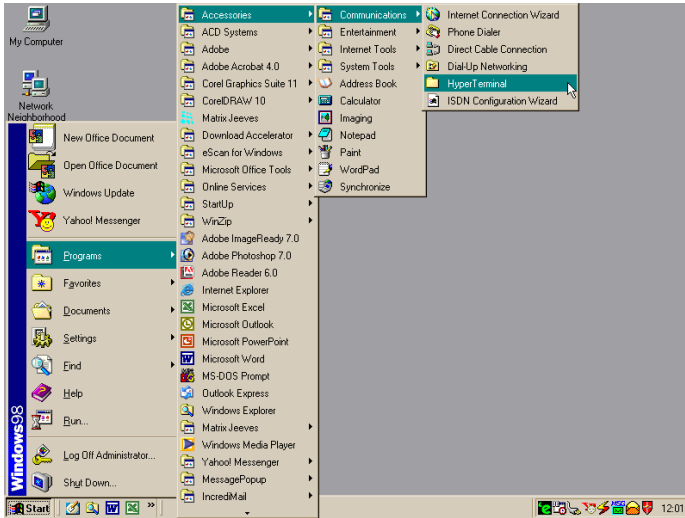 My Computer
Network
Neighborhood
New Office Document
Open Office Document
Windows Update
Yahoo! Messenger
Programs
Favorites
Documents
Settings
Find
Help
Run...
Log Off Administrator...
Shut Down...
Windows98
Accessories
ACD Systems
Adobe
Adobe Acrobat 4.0
Corel Graphics Suite 11
CorelDRAW 10
Matrix Jeeves
Download Accelerator
eScan for Windows
Microsoft Office Tools
Online Services
StartUp
WinZip
Adobe ImageReady 7.0
Adobe Photoshop 7.0
Adobe Reader 6.0
Internet Explorer
Microsoft Excel
Microsoft Outlook
Microsoft PowerPoint
Microsoft Word
MS-DOS Prompt
Outlook Express
Windows Explorer
Matrix Jeeves
Windows Media Player
Yahoo! Messenger
MessagePopup
IncrediMail
Communications
Entertainment
Internet Tools
System Tools
Address Book
Calculator
Imaging
Notepad
Paint
WordPad
Synchronize
Internet Connection Wizard
Phone Dialer
Direct Cable Connection
Dial-Up Networking
HyperTerminal
ISDN Configuration Wizard
Start
12:01